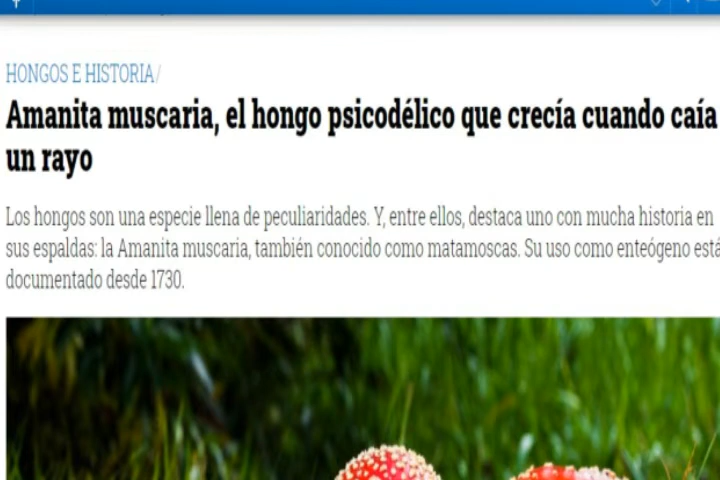 HONGOS E HISTORIA/
Amanita muscaria, el hongo psicodélico que crecía cuando caía
un rayo
Los hongos son una especie llena de peculiaridades. Y, entre ellos, destaca uno con mucha historia en
sus espaldas: la Amanita muscaria, también conocido como matamoscas. Su uso como enteógeno está
documentado desde 1730.